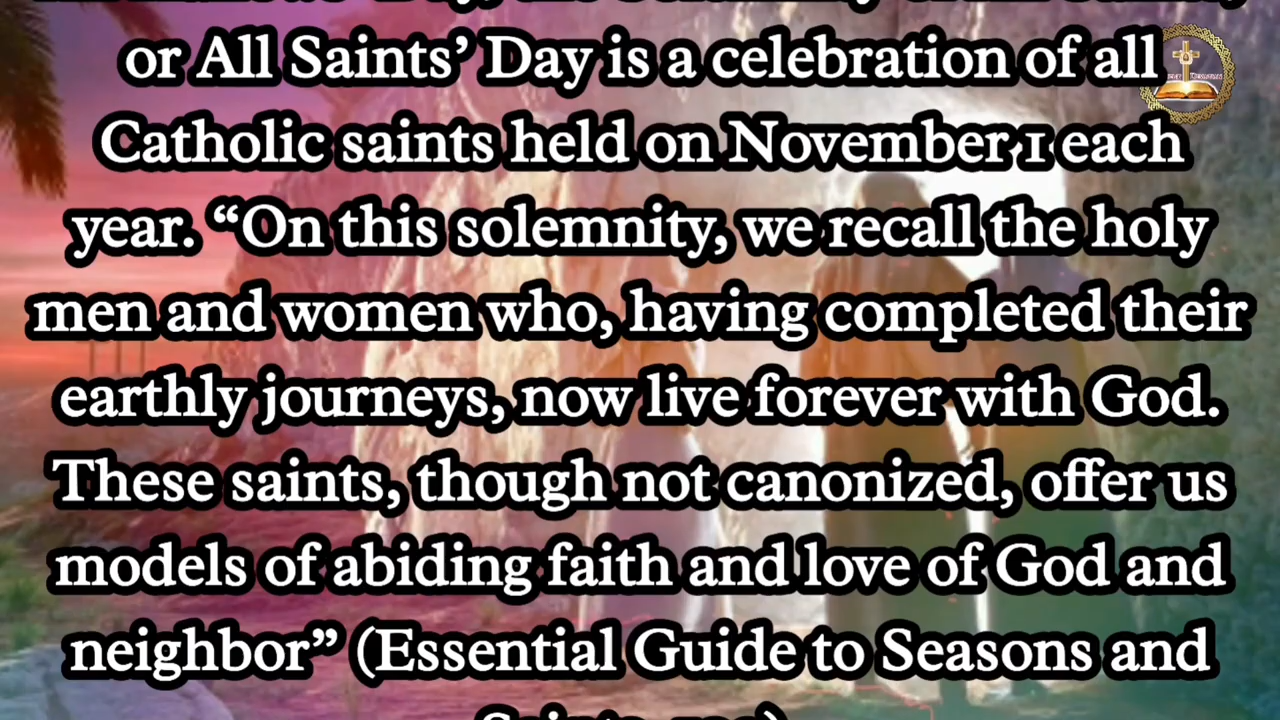 or All Saints’ Day is a celebration of all
Catholic saints held on November 1 each
year. “On this solemnity, we recall the holy
men and women who, having completed their
earthly journeys, now live forever with God.
These saints, though not canonized, offer us
models of abiding faith and love of God and
neighbor” (Essential Guide to Seasons and